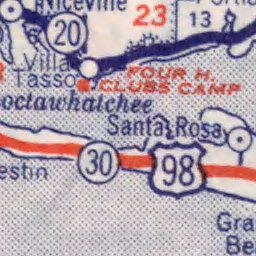 Niceville
23
13
20
Villa
Tasso
FOUR H.
CLUBS CAMP
octawhatchee
Santa Rosa
30
98
estin
Gra
Be